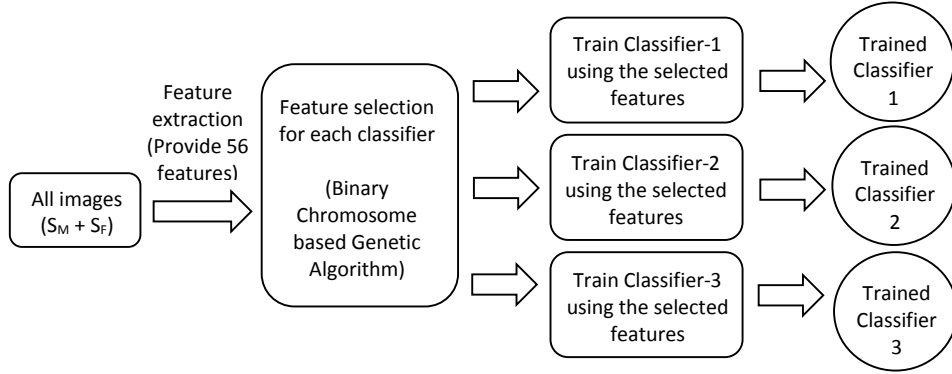 All images
(SM + SF)
Feature
extraction
(Provide 56
features)
Feature selection
for each classifier
(Binary
Chromosome
based Genetic
Algorithm)
Train Classifier-1
using the selected
features
Trained
Classifier
1
Train Classifier-2
using the selected
features
Trained
Classifier
2
Train Classifier-3
using the selected
features
Trained
Classifier
3